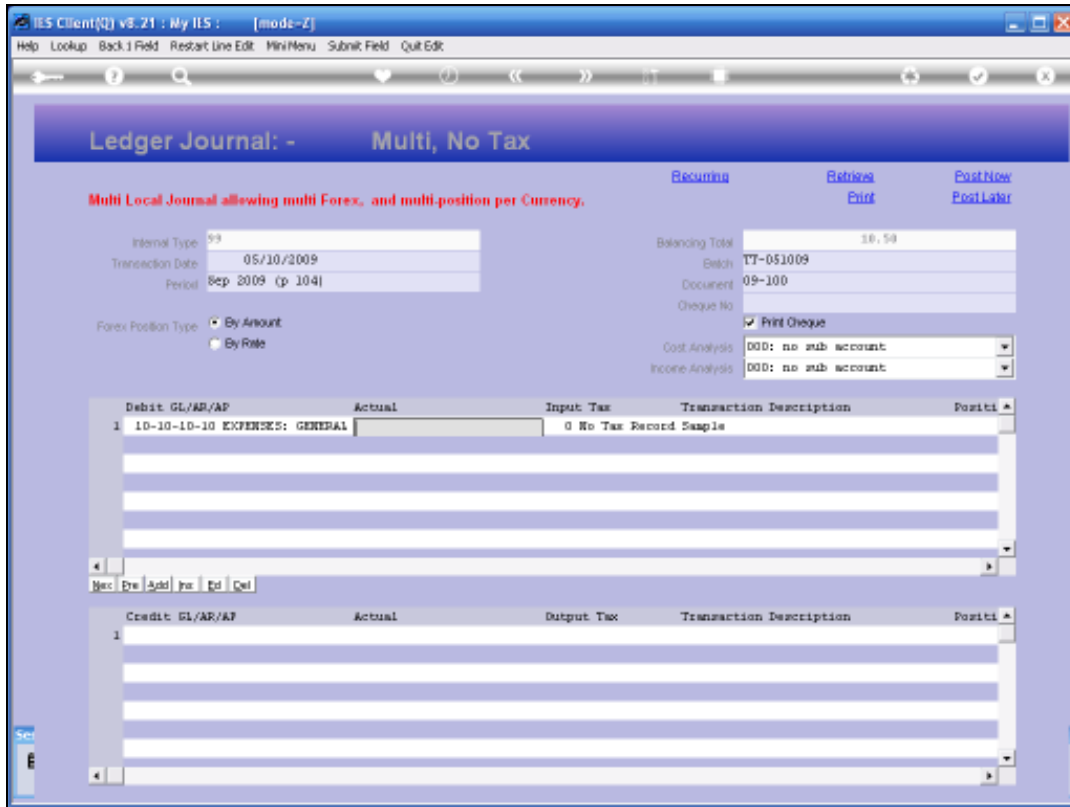 IES Client(Q) v8.21 : My IES : [mode-Z]
Help Lookup Back 1 Field Restart Line Edit MiniMenu Submit Field Quit Edit
Ledger Journal: - Multi, No Tax
Recurring Retrieve Post Now
Multi Local Journal allowing multi Forex, and multi-position per Currency.
Print Post Later
Internal Type 99 Balancing Total 10.50
Transaction Date 05/10/2009 Batch TT-051009
Period Sep 2009 (p 104) Document 09-100
Cheque No
Forex Position Type By Amount Print Cheque
By Rate Cost Analysis 000: no sub account
Income Analysis 000: no sub account
Debit GL/AR/AP Actual Input Tax Transaction Description Positi
1 10-10-10-10 EXPENSES: GENERAL 0 No Tax Record Sample
Nex Pre Add Ins Ed Del
Credit GL/AR/AP Actual Output Tax Transaction Description Positi
1